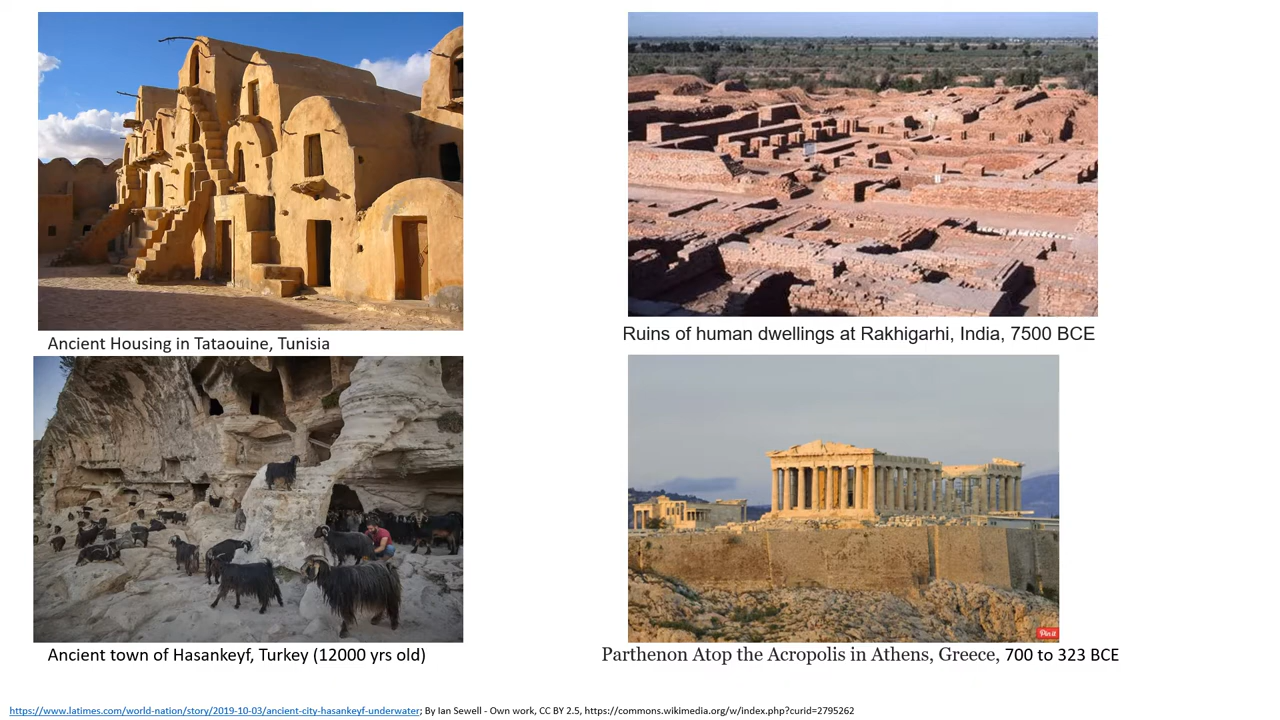 Ancient Housing in Tataouine, Tunisia
Ruins of human dwellings at Rakhigarhi, India, 7500 BCE
Pin it
Ancient town of Hasankeyf, Turkey (12000 yrs old)
Parthenon Atop the Acropolis in Athens, Greece, 700 to 323 BCE
https://www.latimes.com/world-nation/story/2019-10-03/ancient-city-hasankeyf-underwater; By Ian Sewell - Own work, CC BY 2.5, https://commons.wikimedia.org/w/index.php?curid=2795262